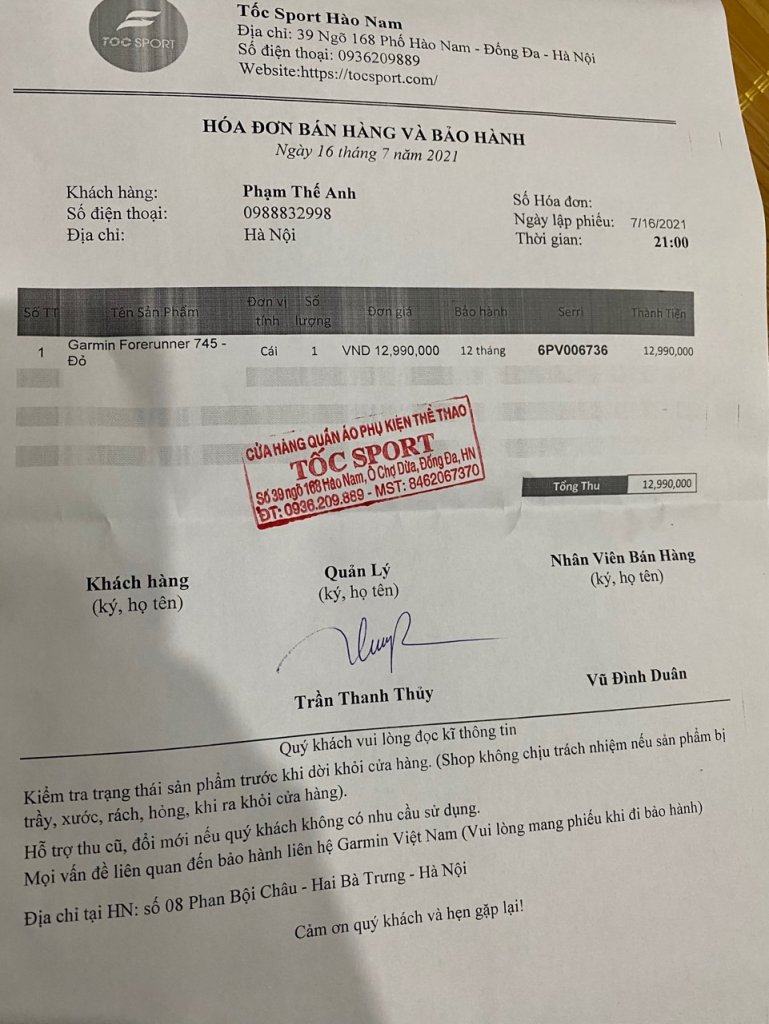 TOC SPORT
Tốc Sport Hào Nam
Địa chỉ: 39 Ngõ 168 Phố Hào Nam - Đống Đa - Hà Nội
Số điện thoại: 0936209889
Website:https://tocsport.com/
HÓA ĐƠN BÁN HÀNG VÀ BẢO HÀNH
Ngày 16 tháng 7 năm 2021
Khách hàng: Phạm Thế Anh
Số điện thoại: 0988832998
Địa chỉ: Hà Nội
Số Hóa đơn:
Ngày lập phiếu: 7/16/2021
Thời gian: 21:00
Số TT Tên Sản Phẩm Đơn vị tính Số lượng Đơn giá Bảo hành Serri Thành Tiền
1 Garmin Forerunner 745 - Cái 1 VND 12,990,000 12 tháng 6PV006736 12,990,000
Đỏ
CỬA HÀNG QUẦN ÁO PHỤ KIỆN THỂ THAO
TỐC SPORT
Số 39 ngõ 168 Hào Nam, Ô Chợ Dừa, Đống Đa, HN
ĐT: 0936.209.889 - MST: 8462067370
Tổng Thu 12,990,000
Khách hàng
(ký, họ tên)
Quản Lý
(ký, họ tên)
Trần Thanh Thủy
Nhân Viên Bán Hàng
(ký, họ tên)
Vũ Đình Duân
Quý khách vui lòng đọc kĩ thông tin
Kiểm tra trạng thái sản phẩm trước khi dời khỏi cửa hàng. (Shop không chịu trách nhiệm nếu sản phẩm bị
trầy, xước, rách, hỏng, khi ra khỏi cửa hàng).
Hỗ trợ thu cũ, đổi mới nếu quý khách không có nhu cầu sử dụng.
Mọi vấn đề liên quan đến bảo hành liên hệ Garmin Việt Nam (Vui lòng mang phiếu khi đi bảo hành)
Địa chỉ tại HN: số 08 Phan Bội Châu - Hai Bà Trưng - Hà Nội
Cảm ơn quý khách và hẹn gặp lại!